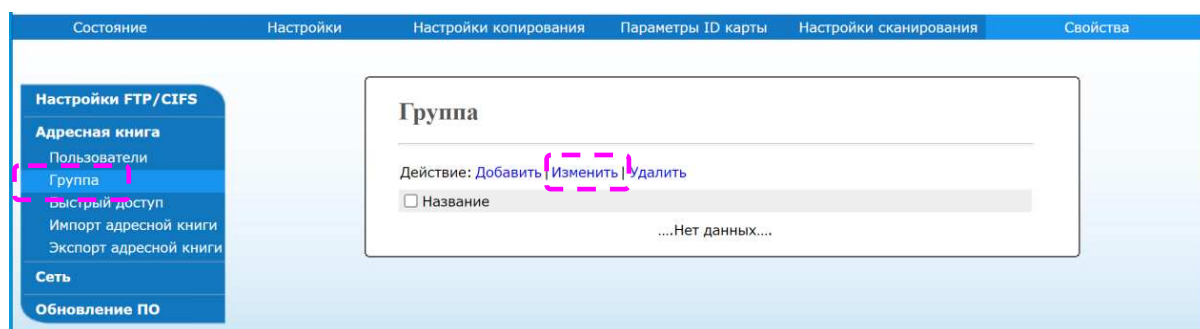 Состояние Настройки Настройки копирования Параметры ID карты Настройки сканирования Свойства
Настройки FTP/CIFS
Адресная книга
Пользователи
Группа
Быстрый доступ
Импорт адресной книги
Экспорт адресной книги
Сеть
Обновление ПО
Группа
Действие: Добавить | Изменить | Удалить
Название
....Нет данных....